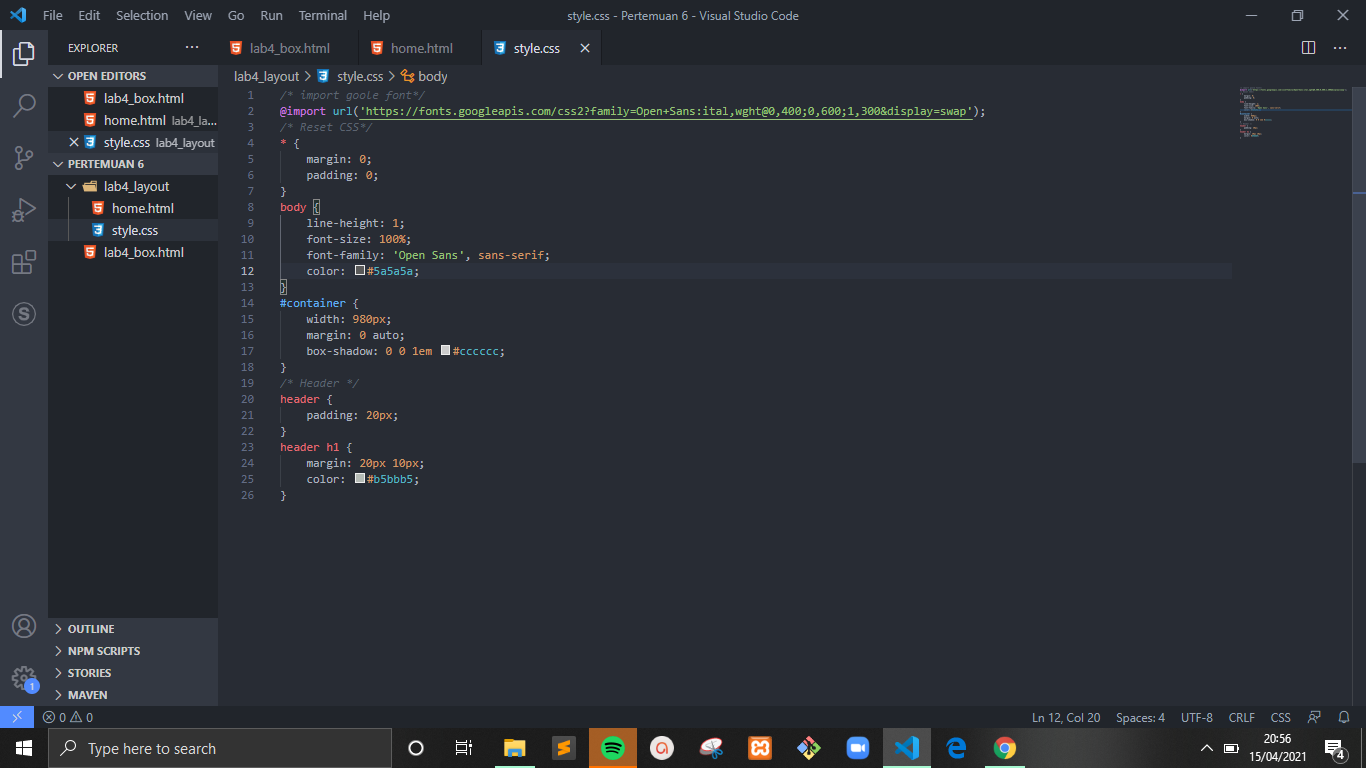 File Edit Selection View Go Run Terminal Help
style.css - Pertemuan 6 - Visual Studio Code
EXPLORER
lab4_box.html
home.html
style.css
OPEN EDITORS
lab4_box.html
home.html lab4_la...
style.css lab4_layout
PERTEMUAN 6
lab4_layout
home.html
style.css
lab4_box.html
OUTLINE
NPM SCRIPTS
STORIES
MAVEN
lab4_layout > style.css > body
1 /* import goole font*/
2 @import url('https://fonts.googleapis.com/css2?family=Open+Sans:ital,wght@0,400;0,600;1,300&display=swap');
3 /* Reset CSS*/
4 * {
5 margin: 0;
6 padding: 0;
7 }
8 body {
9 line-height: 1;
10 font-size: 100%;
11 font-family: 'Open Sans', sans-serif;
12 color: #5a5a5a;
13 }
14 #container {
15 width: 980px;
16 margin: 0 auto;
17 box-shadow: 0 0 1em #cccccc;
18 }
19 /* Header */
20 header {
21 padding: 20px;
22 }
23 header h1 {
24 margin: 20px 10px;
25 color: #b5bbb5;
26 }
1
0 0
Ln 12, Col 20 Spaces: 4 UTF-8 CRLF CSS
Type here to search
20:56
15/04/2021
4